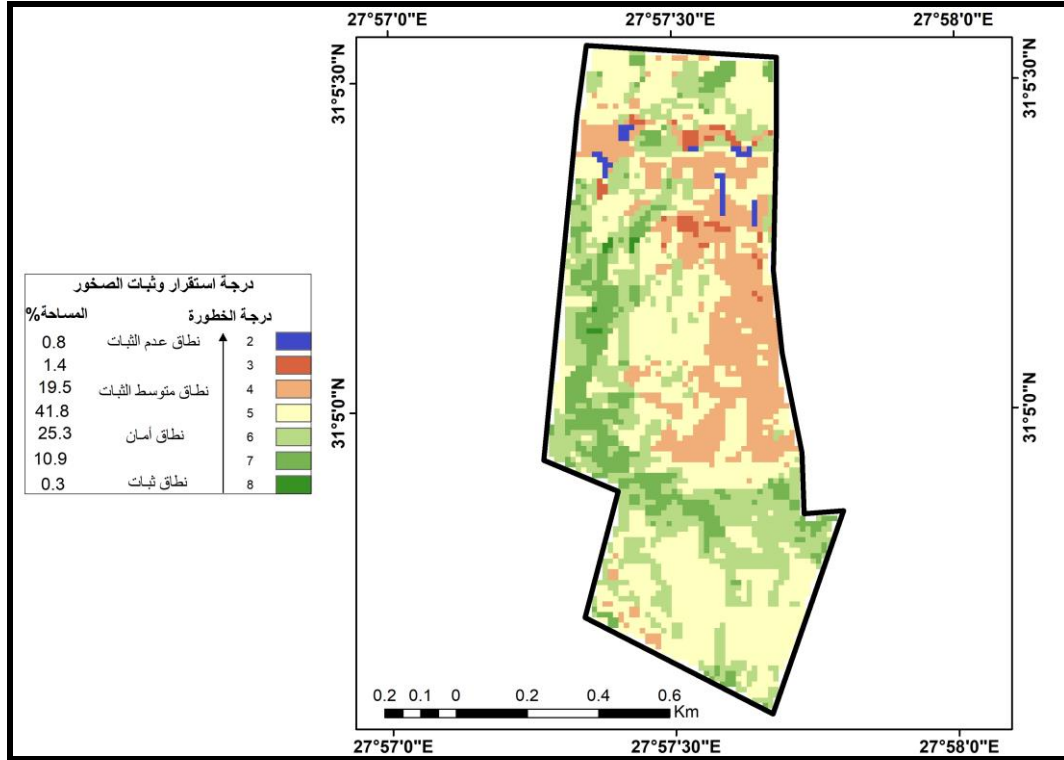 27°57'0"E 27°57'30"E 27°58'0"E
31°5'30"N 31°5'30"N
31°5'0"N 31°5'0"N
درجة استقرار وثبات الصخور
درجة الخطورة المساحة%
2 نطاق عدم الثبات 0.8
3 1.4
4 نطاق متوسط الثبات 19.5
5 41.8
6 نطاق أمان 25.3
7 10.9
8 نطاق ثبات 0.3
0.2 0.1 0 0.2 0.4 0.6
Km
27°57'0"E 27°57'30"E 27°58'0"E